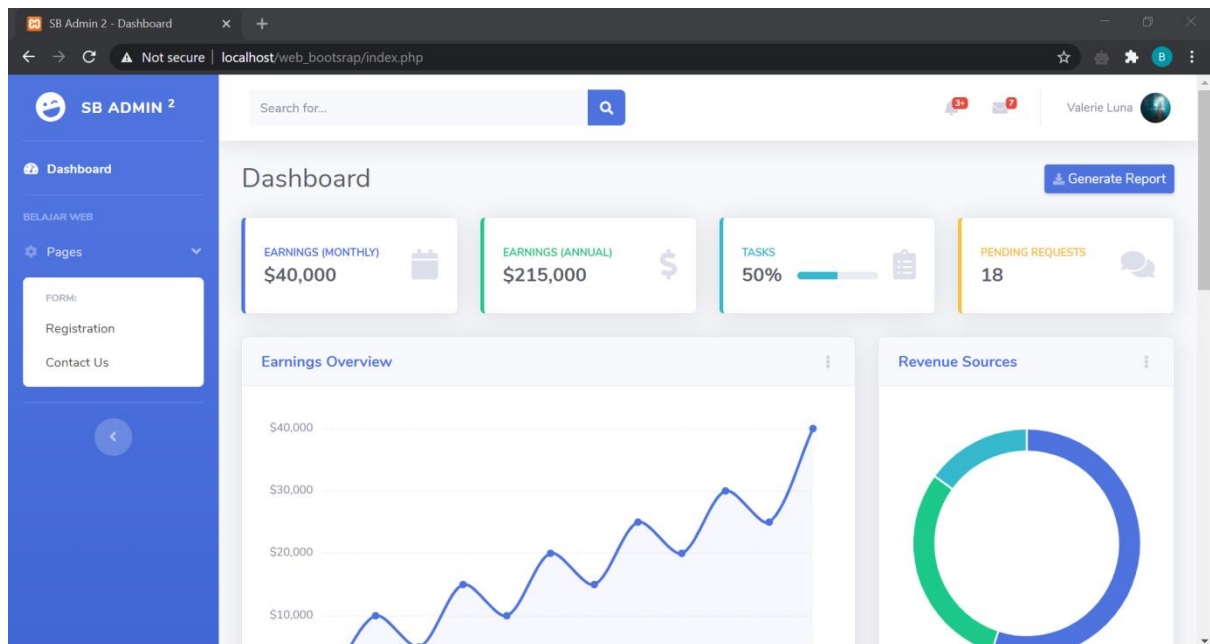 SB Admin 2 - Dashboard
Not secure | localhost/web_bootsrap/index.php
B
SB ADMIN 2
Search for...
3+
7
Valerie Luna
Dashboard
BELAJAR WEB
Pages
FORM:
Registration
Contact Us
Dashboard
Generate Report
EARNINGS (MONTHLY)
$40,000
EARNINGS (ANNUAL)
$215,000
TASKS
50%
PENDING REQUESTS
18
Earnings Overview
$40,000
$30,000
$20,000
$10,000
Revenue Sources